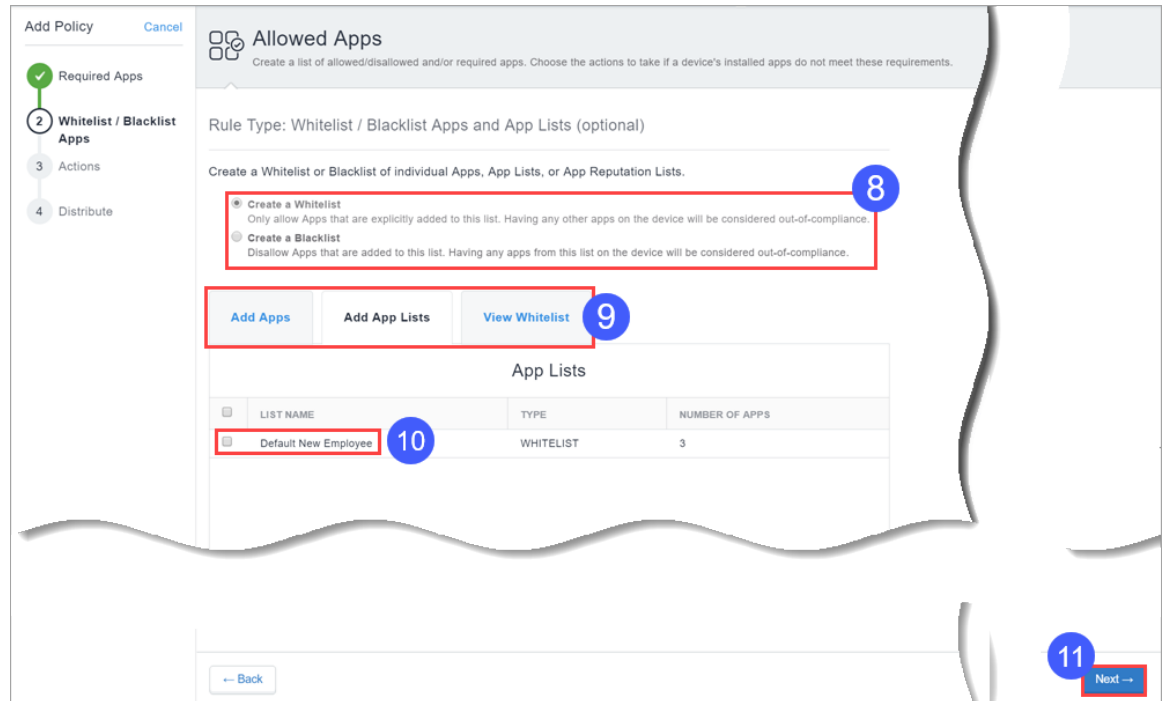 Add Policy
Cancel
Required Apps
2
Whitelist / Blacklist
Apps
3
Actions
4
Distribute
Allowed Apps
Create a list of allowed/disallowed and/or required apps. Choose the actions to take if a device's installed apps do not meet these requirements.
Rule Type: Whitelist / Blacklist Apps and App Lists (optional)
Create a Whitelist or Blacklist of individual Apps, App Lists, or App Reputation Lists.
8
Create a Whitelist
Only allow Apps that are explicitly added to this list. Having any other apps on the device will be considered out-of-compliance.
Create a Blacklist
Disallow Apps that are added to this list. Having any apps from this list on the device will be considered out-of-compliance.
Add Apps
Add App Lists
View Whitelist
9
App Lists
LIST NAME
TYPE
NUMBER OF APPS
Default New Employee
10
WHITELIST
3
← Back
11
Next →